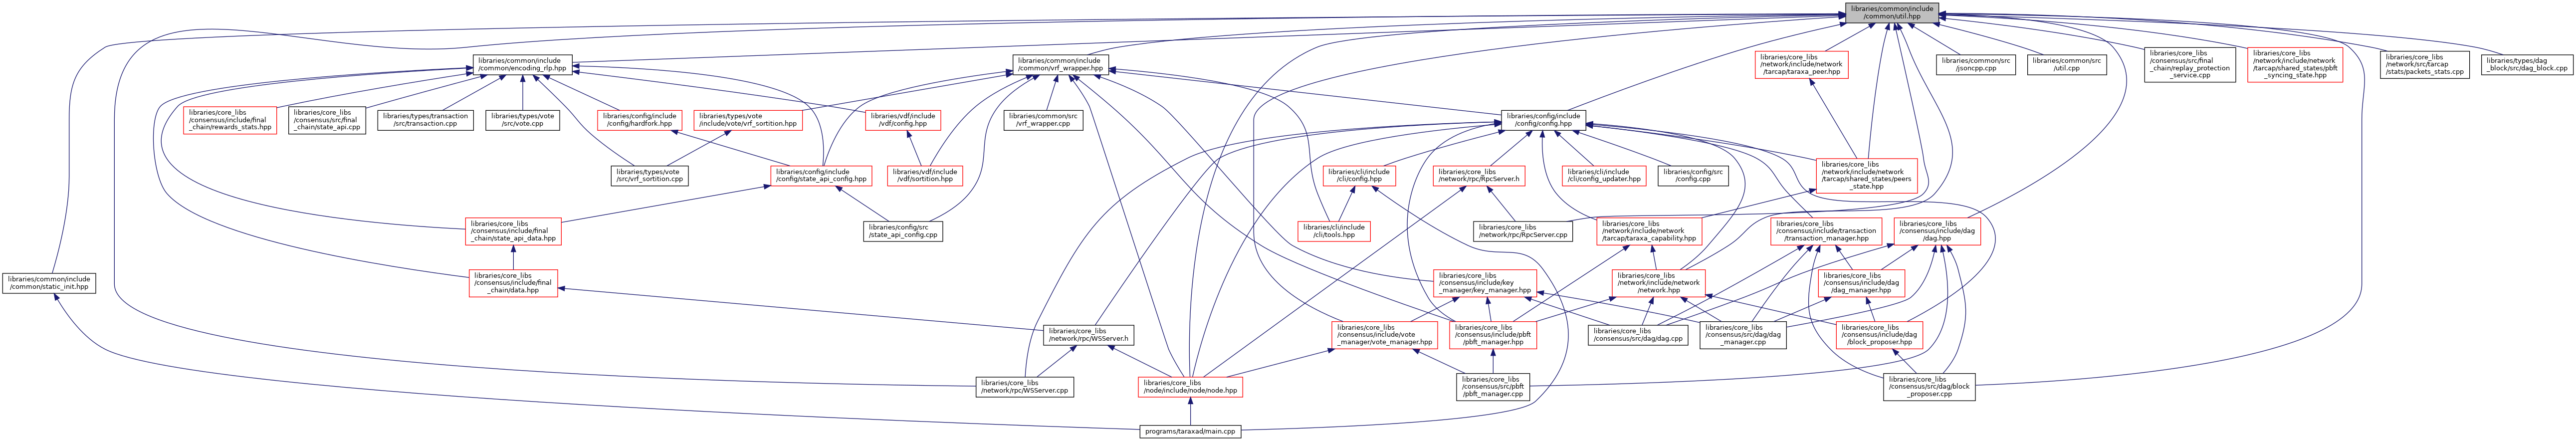 libraries/common/include
/common/util.hpp
libraries/common/include
/common/encoding_rlp.hpp
libraries/common/include
/common/vrf_wrapper.hpp
libraries/core_libs
/network/include/network
/tarcap/taraxa_peer.hpp
libraries/common/src
/jsoncpp.cpp
libraries/common/src
/util.cpp
libraries/core_libs
/consensus/src/final
_chain/replay_protection
_service.cpp
libraries/core_libs
/network/include/network
/tarcap/shared_states/pbft
_syncing_state.hpp
libraries/core_libs
/network/src/tarcap
/stats/packets_stats.cpp
libraries/types/dag
_block/src/dag_block.cpp
libraries/core_libs
/consensus/include/final
_chain/rewards_stats.hpp
libraries/core_libs
/consensus/src/final
_chain/state_api.cpp
libraries/types/transaction
/src/transaction.cpp
libraries/types/vote
/src/vote.cpp
libraries/config/include
/config/hardfork.hpp
libraries/types/vote
/include/vote/vrf_sortition.hpp
libraries/vdf/include
/vdf/config.hpp
libraries/common/src
/vrf_wrapper.cpp
libraries/config/include
/config/config.hpp
libraries/types/vote
/src/vrf_sortition.cpp
libraries/config/include
/config/state_api_config.hpp
libraries/vdf/include
/vdf/sortition.hpp
libraries/cli/include
/cli/config.hpp
libraries/core_libs
/network/rpc/RpcServer.h
libraries/cli/include
/cli/config_updater.hpp
libraries/config/src
/config.cpp
libraries/core_libs
/network/include/network
/tarcap/shared_states/peers
_state.hpp
libraries/core_libs
/consensus/include/final
_chain/state_api_data.hpp
libraries/config/src
/state_api_config.cpp
libraries/cli/include
/cli/tools.hpp
libraries/core_libs
/network/rpc/RpcServer.cpp
libraries/core_libs
/network/include/network
/tarcap/taraxa_capability.hpp
libraries/core_libs
/consensus/include/transaction
/transaction_manager.hpp
libraries/core_libs
/consensus/include/dag
/dag.hpp
libraries/common/include
/common/static_init.hpp
libraries/core_libs
/consensus/include/final
_chain/data.hpp
libraries/core_libs
/consensus/include/key
_manager/key_manager.hpp
libraries/core_libs
/network/include/network
/network.hpp
libraries/core_libs
/consensus/include/dag
/dag_manager.hpp
libraries/core_libs
/network/rpc/WSServer.h
libraries/core_libs
/consensus/include/vote
_manager/vote_manager.hpp
libraries/core_libs
/consensus/include/pbft
/pbft_manager.hpp
libraries/core_libs
/consensus/src/dag/dag.cpp
libraries/core_libs
/consensus/src/dag/dag
_manager.cpp
libraries/core_libs
/consensus/include/dag
/block_proposer.hpp
libraries/core_libs
/network/rpc/WSServer.cpp
libraries/core_libs
/node/include/node/node.hpp
libraries/core_libs
/consensus/src/pbft
/pbft_manager.cpp
libraries/core_libs
/consensus/src/dag/block
_proposer.cpp
programs/taraxad/main.cpp